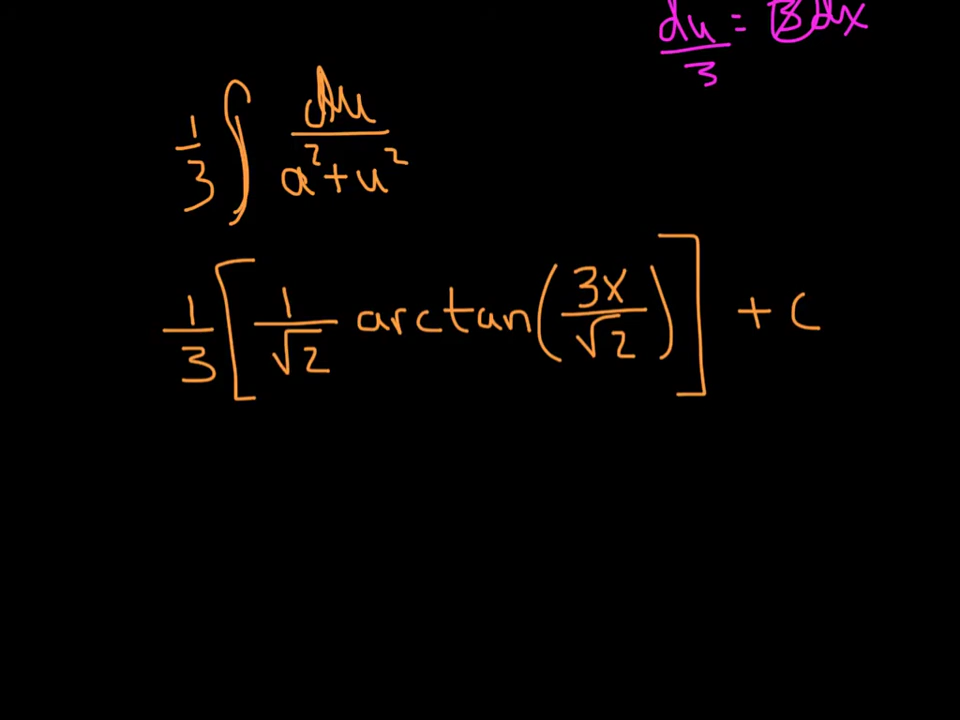 du/3 = 3dx
1/3 ∫ du/(a²+u²)
1/3 [1/√2 arctan(3x/√2)] + c